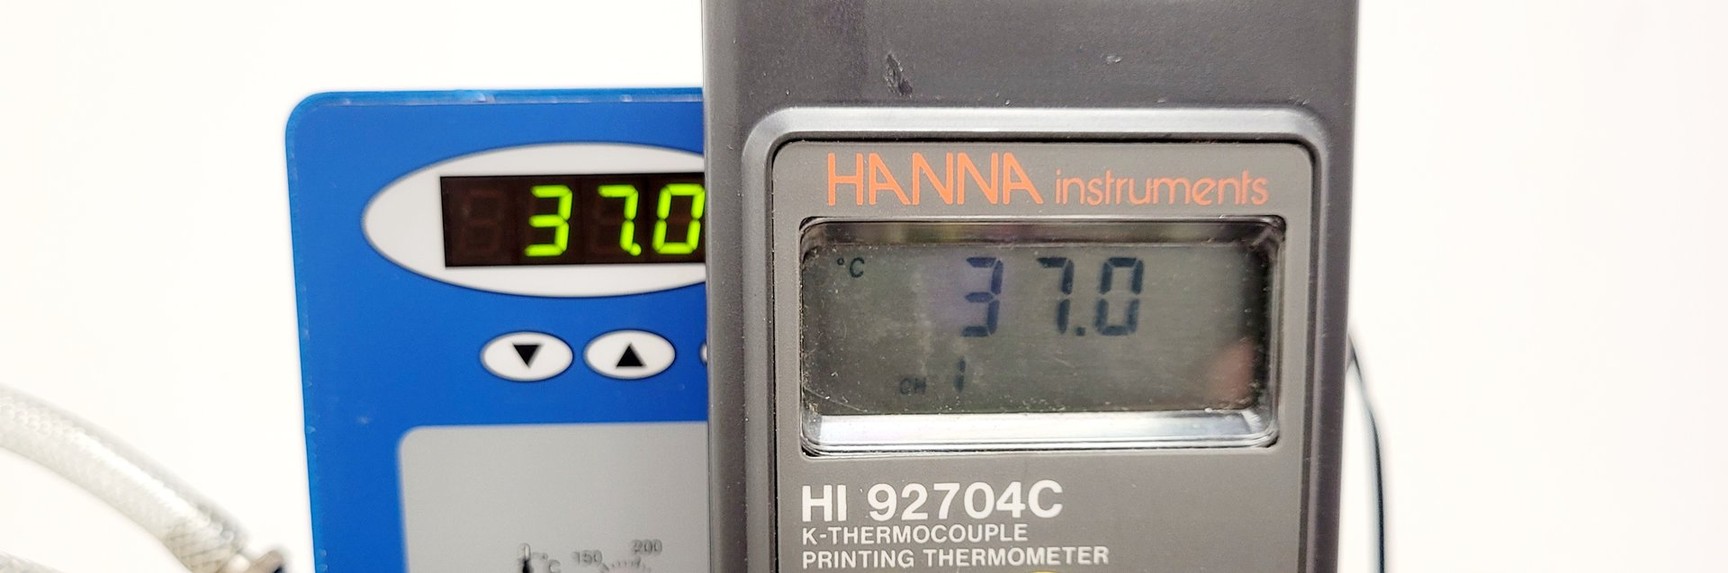 37.0
HANNA instruments
°C
37.0
CH 1
HI 92704C
K-THERMOCOUPLE
PRINTING THERMOMETER
°C 150 200